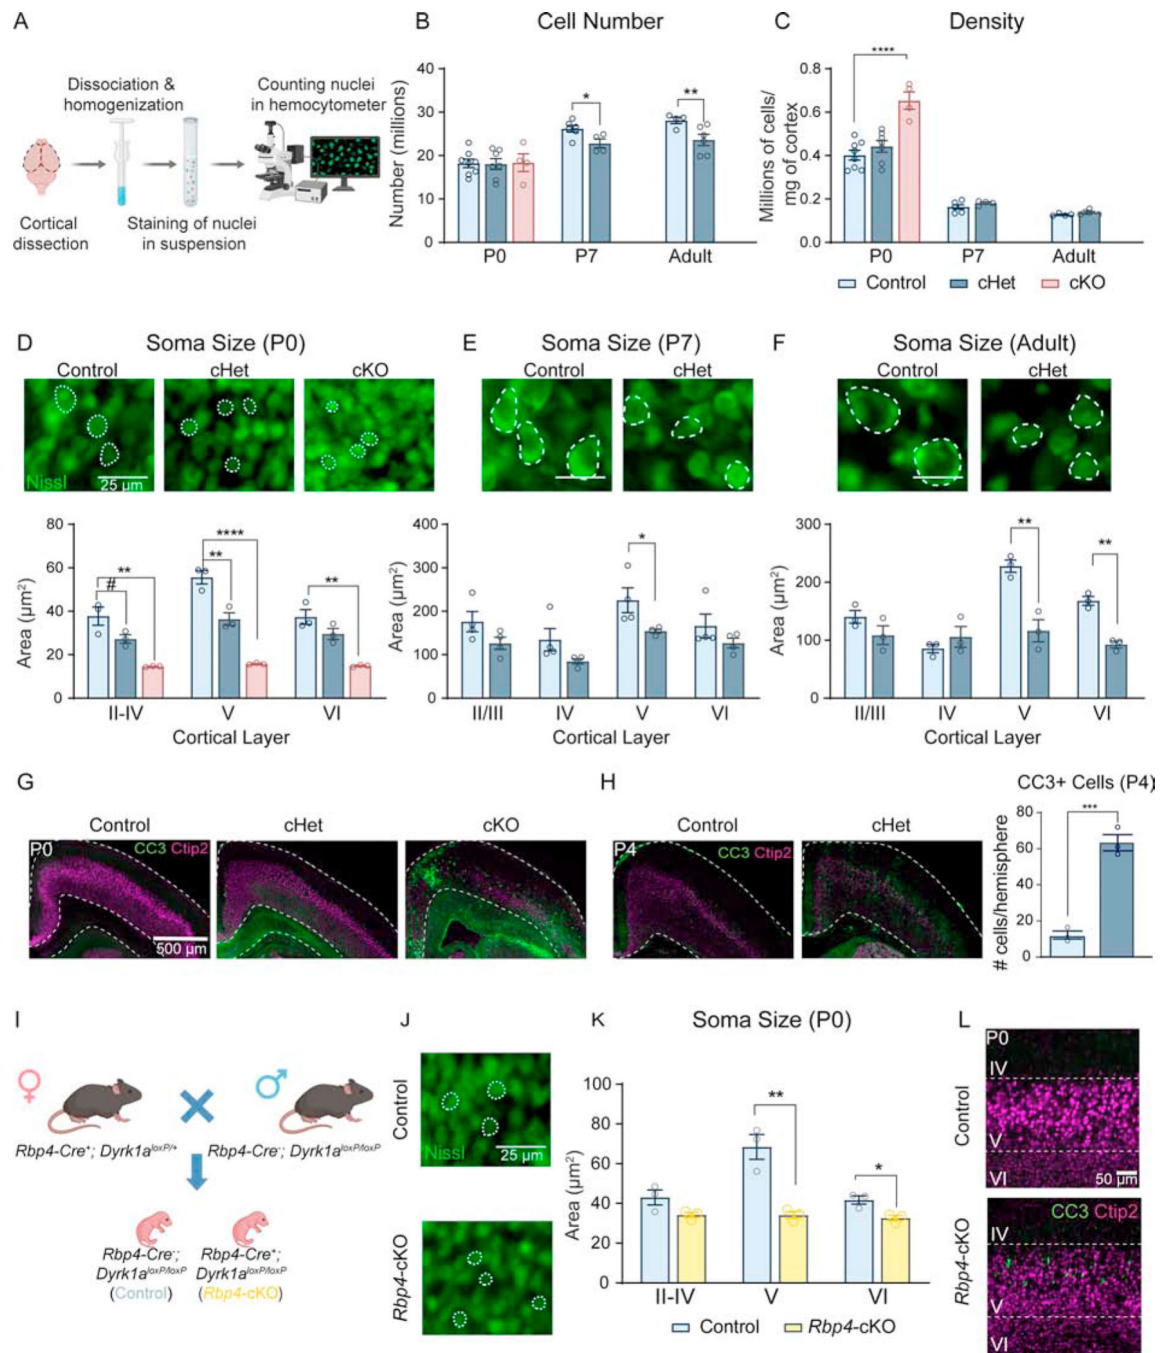 A
Dissociation &
homogenization
Counting nuclei
in hemocytometer
Cortical
dissection
Staining of nuclei
in suspension
B
Cell Number
Number (millions)
40
30
20
10
0
*
**
P0
P7
Adult
C
Density
Millions of cells/
mg of cortex
0.8
0.6
0.4
0.2
0
****
P0
P7
Adult
Control
cHet
cKO
D
Soma Size (P0)
Control
cHet
cKO
Nissl
25 µm
Area (µm²)
80
60
40
20
0
**
#
****
**
**
II-IV
V
VI
Cortical Layer
E
Soma Size (P7)
Control
cHet
Area (µm²)
400
300
200
100
0
*
II/III
IV
V
VI
Cortical Layer
F
Soma Size (Adult)
Control
cHet
Area (µm²)
300
200
100
0
**
**
II/III
IV
V
VI
Cortical Layer
G
Control
cHet
cKO
P0
CC3 Ctip2
500 µm
H
Control
cHet
P4
CC3 Ctip2
CC3+ Cells (P4)
# cells/hemisphere
80
60
40
20
0
***
I
♀
♂
Rbp4-Cre⁺; Dyrk1a^loxP/+
Rbp4-Cre⁻; Dyrk1a^loxP/loxP
Rbp4-Cre⁻;
Dyrk1a^loxP/loxP
(Control)
Rbp4-Cre⁺;
Dyrk1a^loxP/loxP
(Rbp4-cKO)
J
Control
Nissl
25 µm
Rbp4-cKO
K
Soma Size (P0)
Area (µm²)
100
80
60
40
20
0
**
*
II-IV
V
VI
Control
Rbp4-cKO
L
Control
P0
IV
V
VI
50 µm
Rbp4-cKO
CC3 Ctip2
IV
V
VI